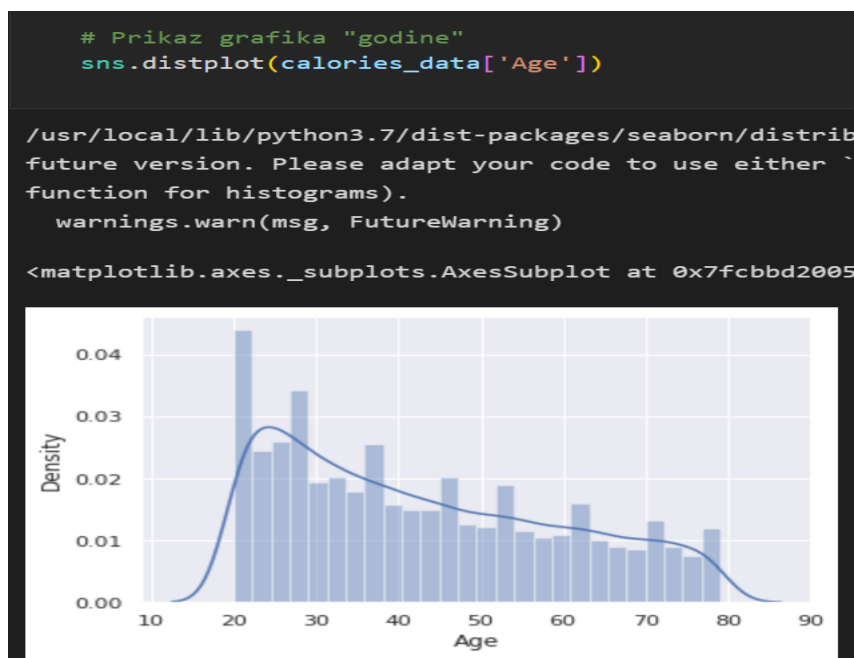 # Prikaz grafika "godine"
sns.distplot(calories_data['Age'])
/usr/local/lib/python3.7/dist-packages/seaborn/distrib
future version. Please adapt your code to use either `
function for histograms).
warnings.warn(msg, FutureWarning)
<matplotlib.axes._subplots.AxesSubplot at 0x7fcbbd2005
0.04
0.03
0.02
0.01
0.00
Density
10 20 30 40 50 60 70 80 90
Age